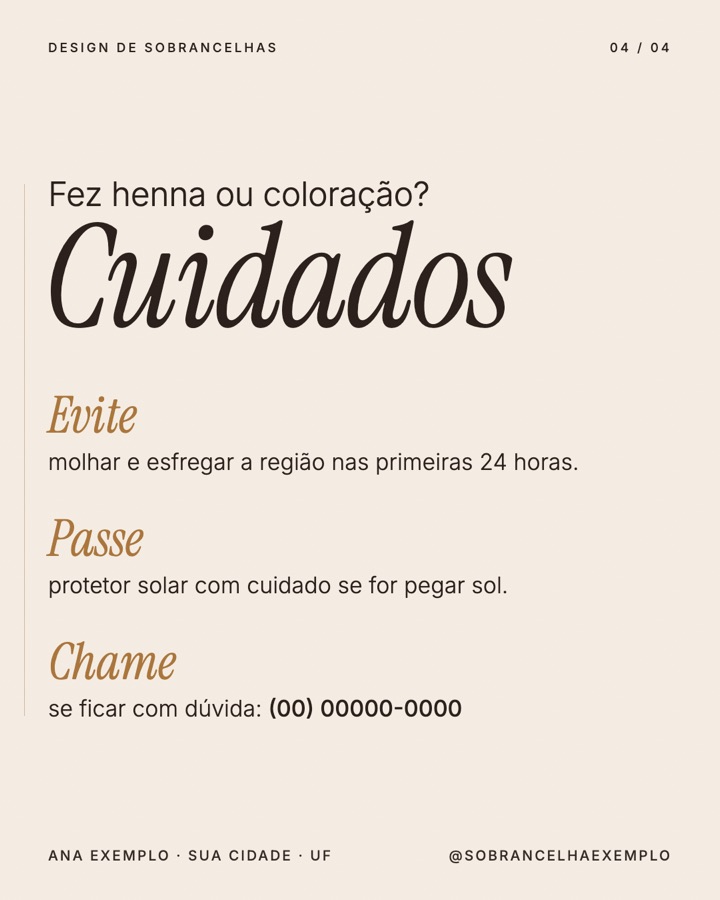 DESIGN DE SOBRANCELHAS
04 / 04
Fez henna ou coloração?
Cuidados
Evite
molhar e esfregar a região nas primeiras 24 horas.
Passe
protetor solar com cuidado se for pegar sol.
Chame
se ficar com dúvida: (00) 00000-0000
ANA EXEMPLO · SUA CIDADE · UF
@SOBRANCELHAEXEMPLO